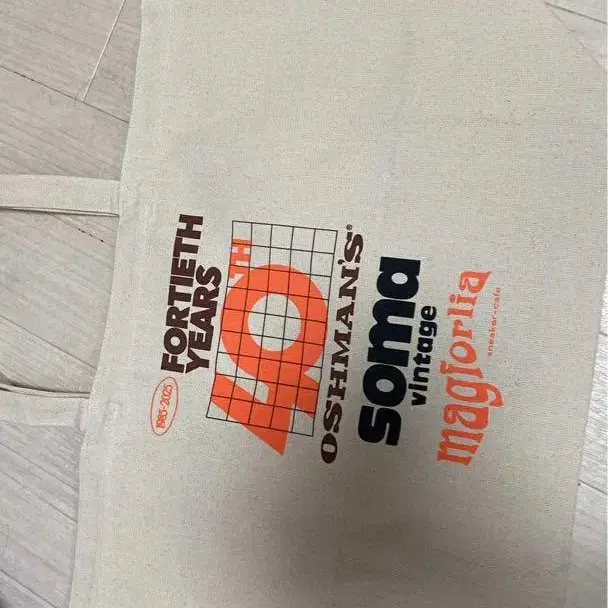 1985-2025
FORTIETH
YEARS
40TH
OSHMAN'S®
soma
vintage
magforlia
sneaker+cafe